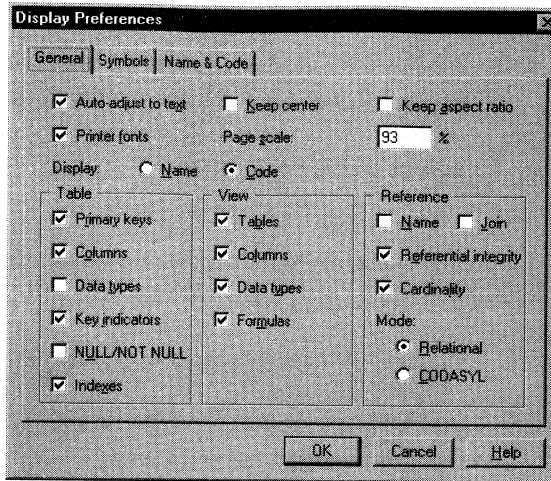 Display Preferences
General Symbols Name & Code
Auto-adjust to text Keep center Keep aspect ratio
Printer fonts Page scale: 93 %
Display: Name Code
Table View Reference
Primary keys Tables Name Join
Columns Columns Referential integrity
Data types Data types Cardinality
Key indicators Formulas Mode:
NULL/NOT NULL Relational
Indexes CODASYL
OK Cancel Help